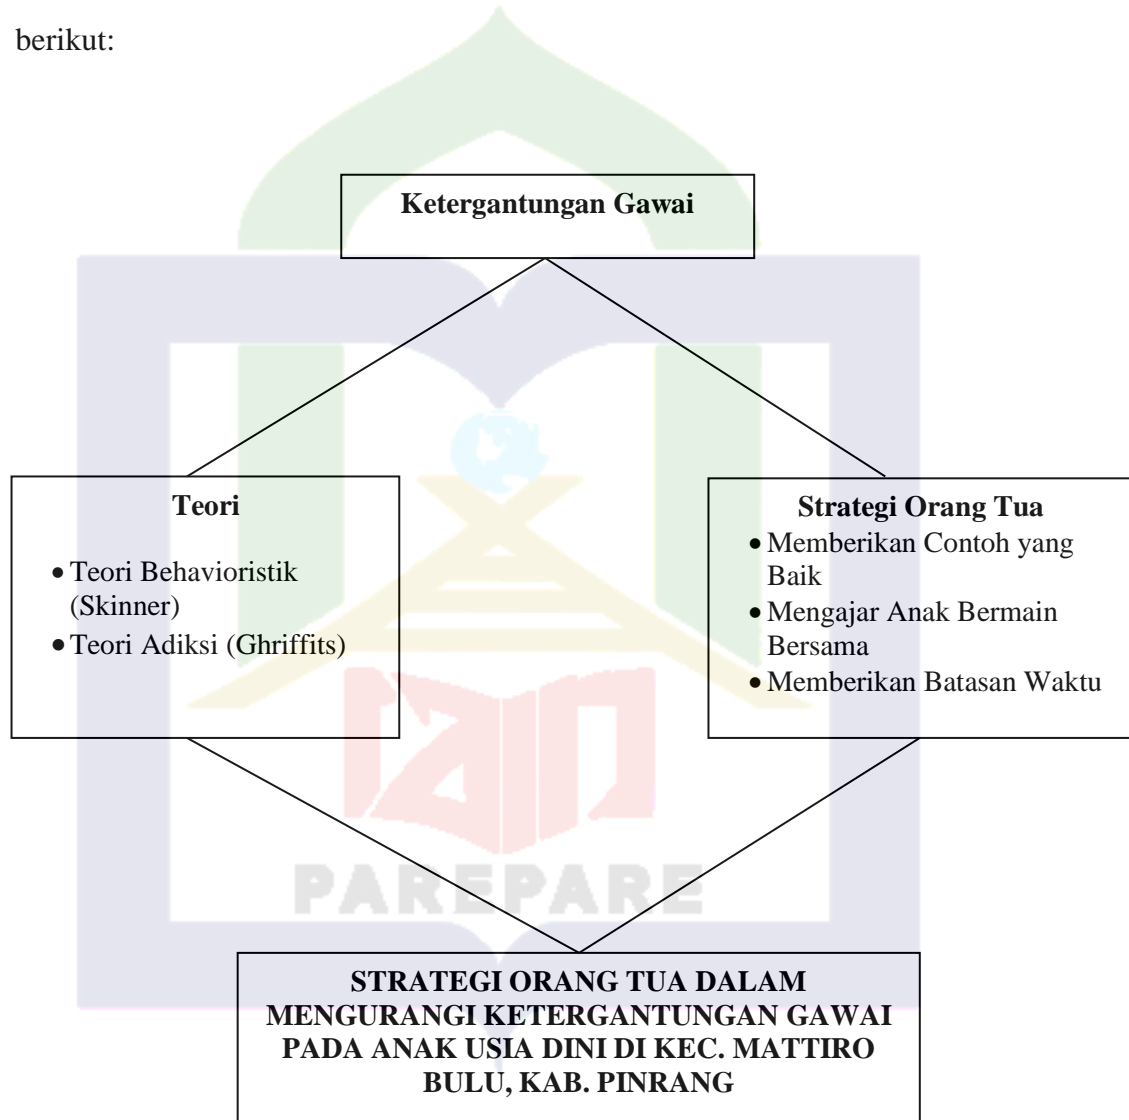 berikut:
Ketergantungan Gawai
Teori
• Teori Behavioristik
(Skinner)
• Teori Adiksi (Ghriffits)
Strategi Orang Tua
• Memberikan Contoh yang
Baik
• Mengajar Anak Bermain
Bersama
• Memberikan Batasan Waktu
PAREPARE
STRATEGI ORANG TUA DALAM
MENGURANGI KETERGANTUNGAN GAWAI
PADA ANAK USIA DINI DI KEC. MATTIRO
BULU, KAB. PINRANG